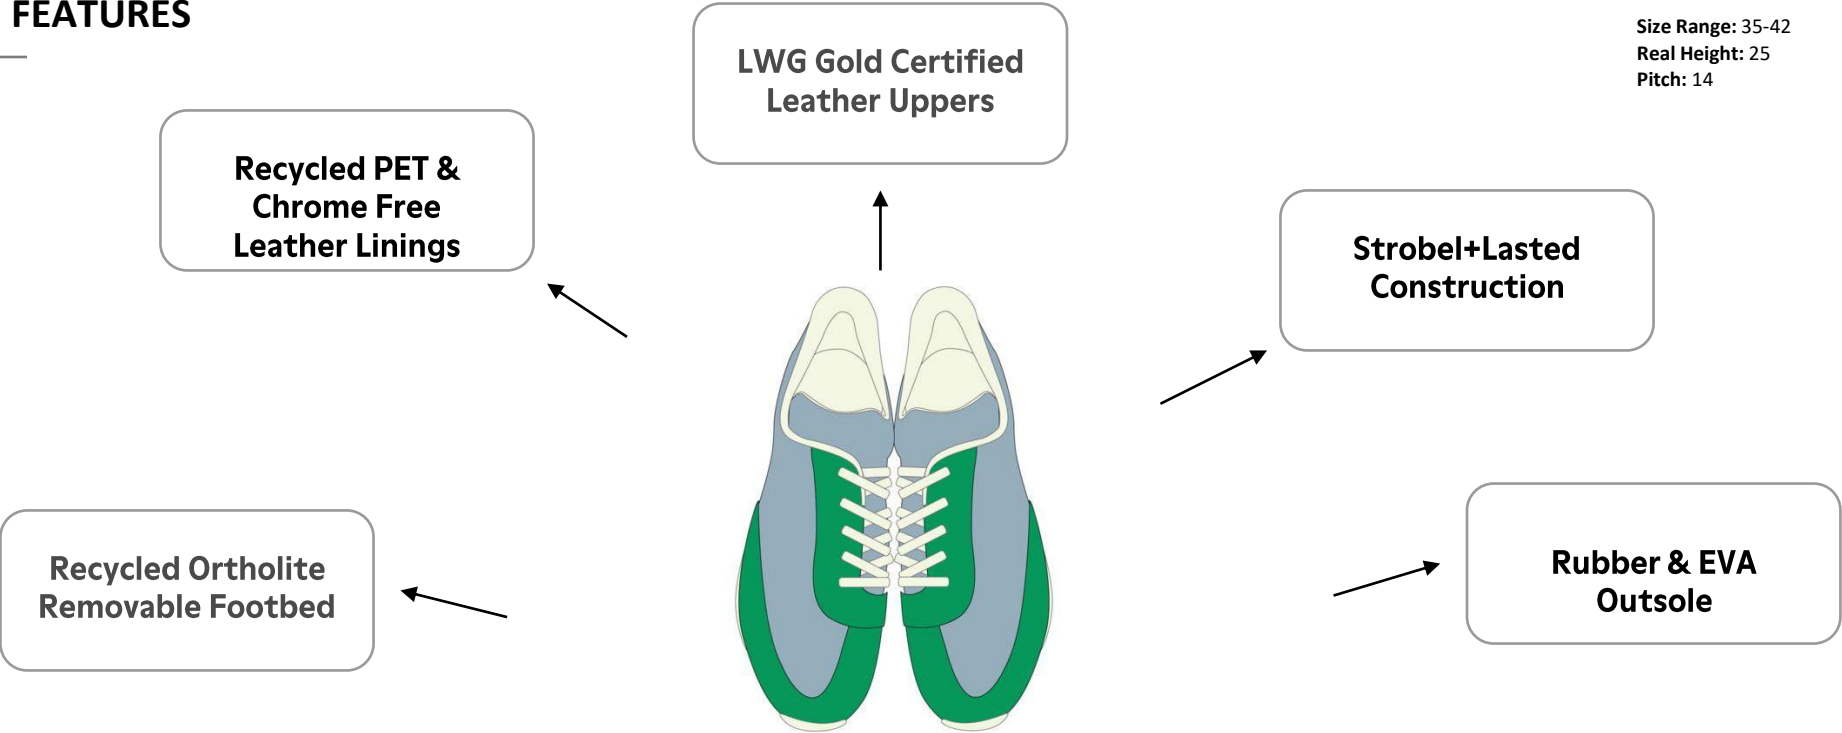 FEATURES
Size Range: 35-42
Real Height: 25
Pitch: 14
LWG Gold Certified
Leather Uppers
Recycled PET &
Chrome Free
Leather Linings
Strobel+Lasted
Construction
Recycled Ortholite
Removable Footbed
Rubber & EVA
Outsole